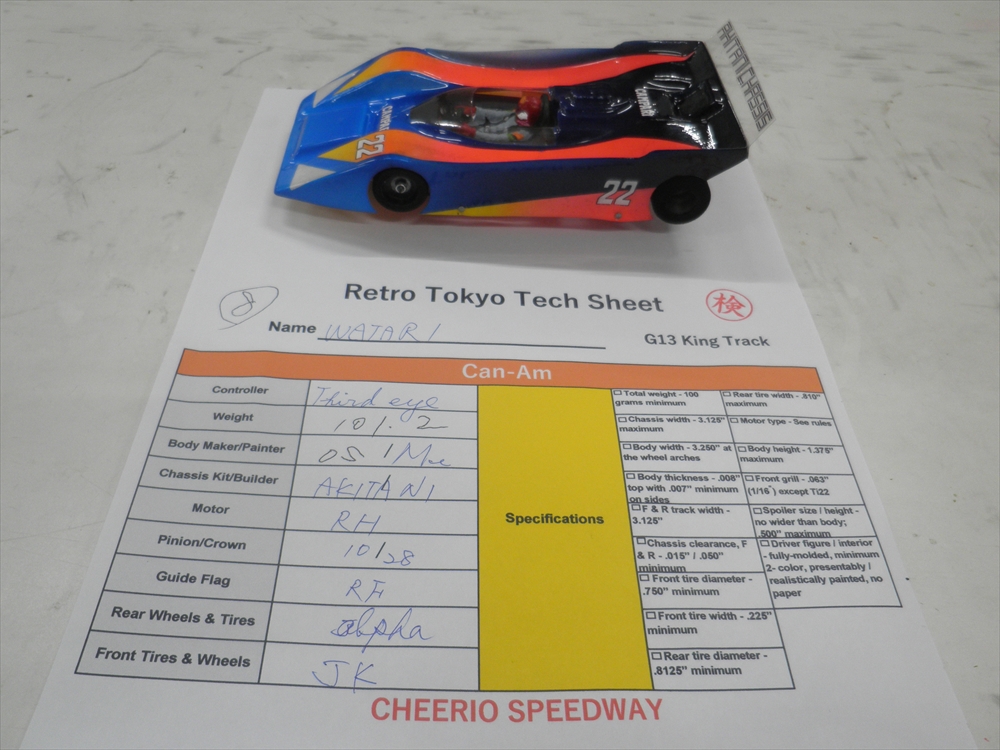 AKITANI CHASSIS
22
22
Retro Tokyo Tech Sheet
検
8
Name WATARI
G13 King Track
Can-Am
Controller Third eye
Weight 101.2
Body Maker/Painter OS / Me
Chassis Kit/Builder AKITANI
Motor RH
Pinion/Crown 10/28
Guide Flag RF
Rear Wheels & Tires alpha
Front Tires & Wheels JK
Specifications
Total weight - 100
grams minimum
Rear tire width - .810"
maximum
Chassis width - 3.125"
maximum
Motor type - See rules
Body width - 3.250" at
the wheel arches
Body height - 1.375"
maximum
Body thickness - .008"
top with .007" minimum
on sides
Front grill - .063"
(1/16") except Ti22
F & R track width -
3.125"
Spoiler size / height -
no wider than body;
.500" maximum
Chassis clearance, F
& R - .015" / .050"
minimum
Driver figure / interior
- fully-molded, minimum
2- color, presentably /
realistically painted, no
paper
Front tire diameter -
.750" minimum
Front tire width - .225"
minimum
Rear tire diameter -
.8125" minimum
CHEERIO SPEEDWAY